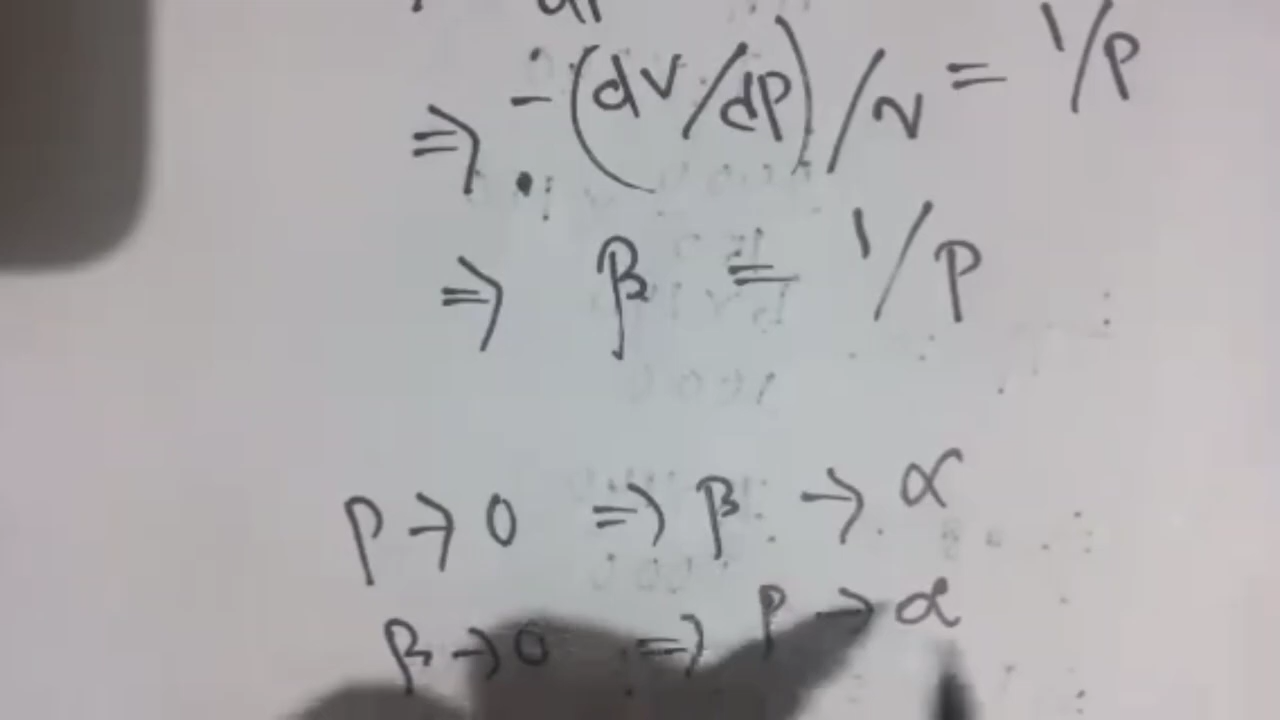 ⇒ -(dV/dP)/V = 1/P
⇒ β = 1/P
P → 0 ⇒ β → α
β → 0 ⇒ P → α